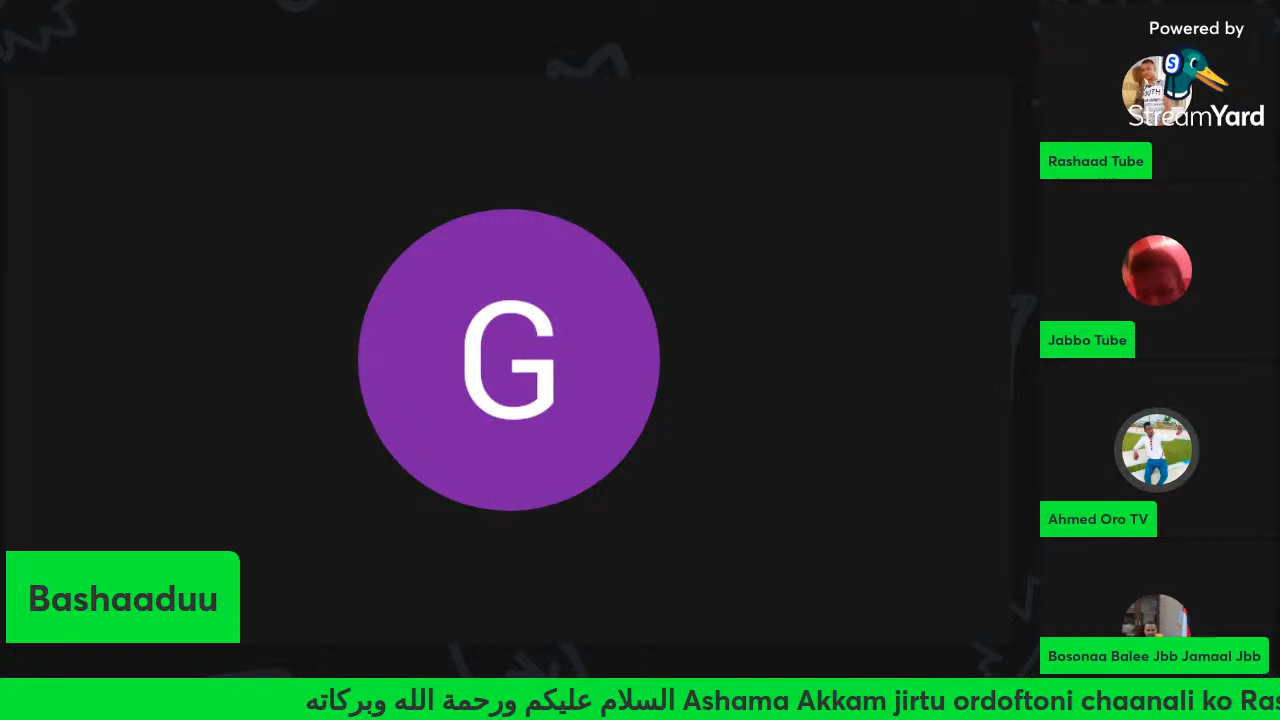 Powered by
StreamYard
Rashaad Tube
Jabbo Tube
Ahmed Oro TV
Bosonaa Balee Jbb Jamaal Jbb
G
Bashaaduu
السلام عليكم ورحمة الله وبركاته Ashama Akkam jirtu ordoftoni chaanali ko